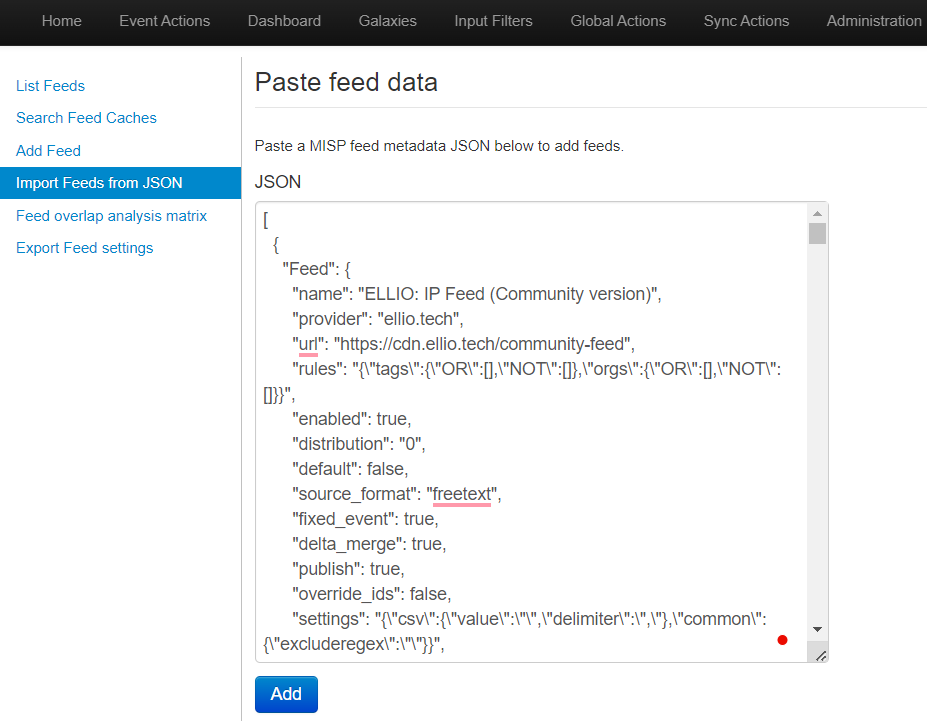 Home Event Actions Dashboard Galaxies Input Filters Global Actions Sync Actions Administration
List Feeds
Search Feed Caches
Add Feed
Import Feeds from JSON
Feed overlap analysis matrix
Export Feed settings
Paste feed data
Paste a MISP feed metadata JSON below to add feeds.
JSON
[
{
"Feed": {
"name": "ELLIO: IP Feed (Community version)",
"provider": "ellio.tech",
"url": "https://cdn.ellio.tech/community-feed",
"rules": "{\"tags\":{\"OR\":[],\"NOT\":[]},\"orgs\":{\"OR\":[],\"NOT\":
[]}}",
"enabled": true,
"distribution": "0",
"default": false,
"source_format": "freetext",
"fixed_event": true,
"delta_merge": true,
"publish": true,
"override_ids": false,
"settings": "{\"csv\":{\"value\":\"\",\"delimiter\":\",\"},\"common\":
{\"excluderegex\":\"\"}}",
Add